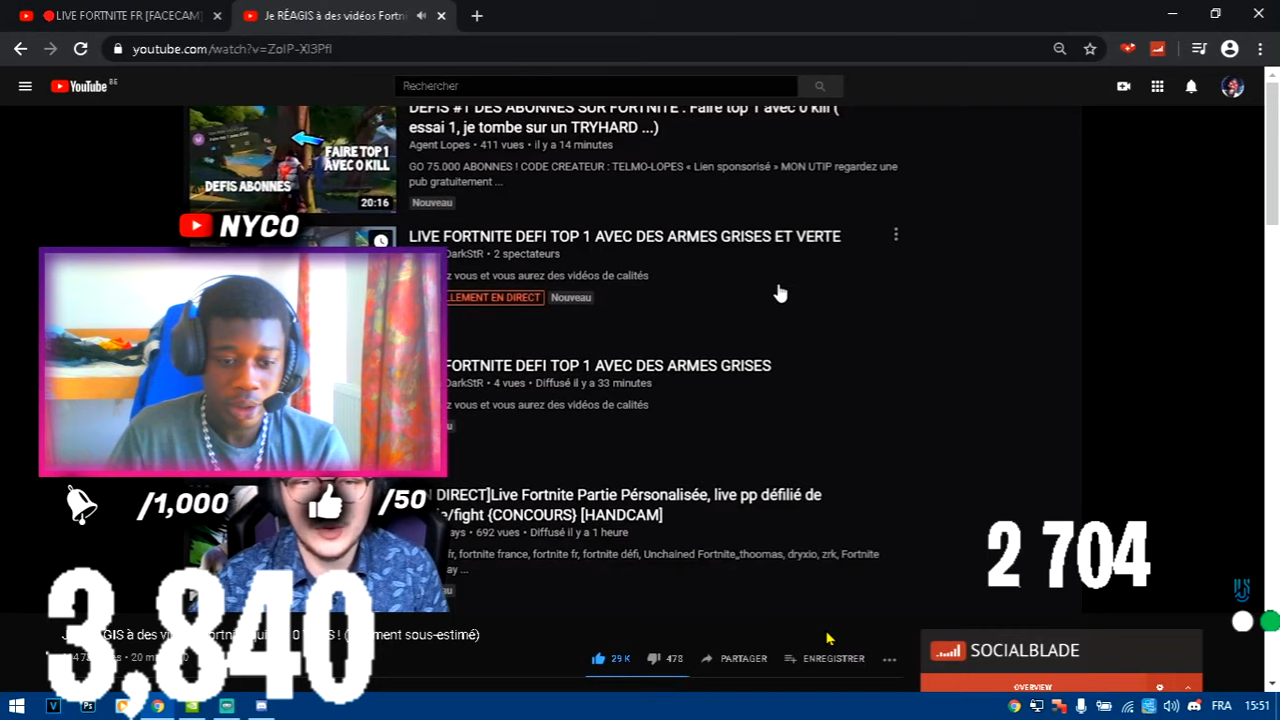 LIVE FORTNITE FR [FACECAM]
Je RÉAGIS à des vidéos Fortni
youtube.com/watch?v=ZoIP-XI3PfI
YouTube
Rechercher
DEFIS #1 DES ABONNES SUR FORTNITE : Faire top 1 avec 0 kill (
essai 1, je tombe sur un TRYHARD ...)
Agent Lopes • 411 vues • il y a 14 minutes
FAIRE TOP 1
AVEC 0 KILL
GO 75.000 ABONNES ! CODE CREATEUR : TELMO-LOPES « Lien sponsorisé » MON UTIP regardez une
pub gratuitement ...
DEFIS ABONNES
20:16
Nouveau
NYCO
LIVE FORTNITE DEFI TOP 1 AVEC DES ARMES GRISES ET VERTE
DarkStR • 2 spectateurs
z vous et vous aurez des vidéos de calités
LLEMENT EN DIRECT
Nouveau
FORTNITE DEFI TOP 1 AVEC DES ARMES GRISES
DarkStR • 4 vues • Diffusé il y a 33 minutes
z vous et vous aurez des vidéos de calités
/1,000
/50
N DIRECT]Live Fortnite Partie Pérsonalisée, live pp défilié de
e/fight {CONCOURS} [HANDCAM]
ays • 692 vues • Diffusé il y a 1 heure
fr, fortnite france, fortnite fr, fortnite défi, Unchained Fortnite,thoomas, dryxio, zrk, Fortnite
ay ...
2 704
3,840
29 K
478
PARTAGER
ENREGISTRER
SOCIALBLADE
OVERVIEW
FRA
15:51